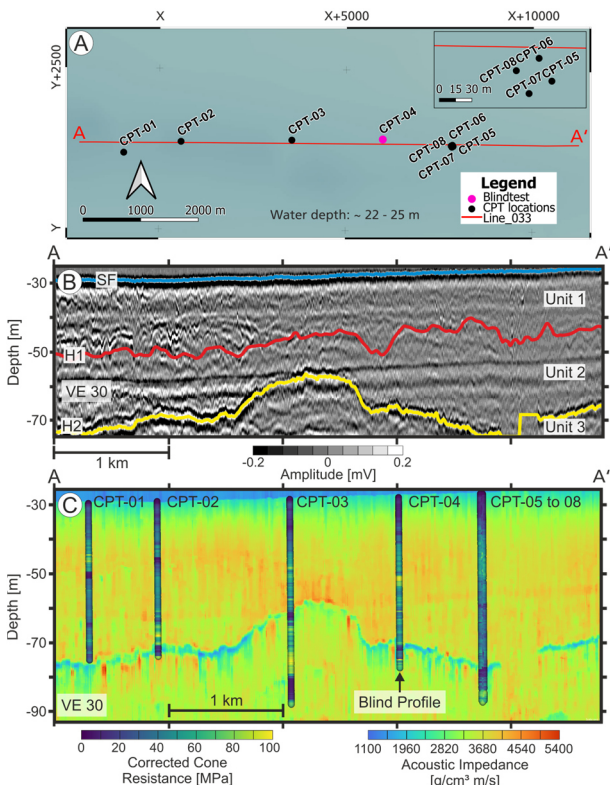 X X+5000 X+10000
A
Y+2500
Y
A A'
CPT-01
CPT-02
CPT-03
CPT-04
CPT-08 CPT-06
CPT-07 CPT-05
CPT-08 CPT-06
CPT-07 CPT-05
0 15 30 m
0 1000 2000 m
Water depth: ~ 22 - 25 m
Legend
Blindtest
CPT locations
Line_033
A A'
B
SF
Unit 1
H1
Unit 2
VE 30
H2
Unit 3
Depth [m]
-30
-50
-70
1 km
-0.2 0 0.2
Amplitude [mV]
A A'
C
CPT-01 CPT-02 CPT-03 CPT-04 CPT-05 to 08
Depth [m]
-30
-50
-70
-90
VE 30
1 km
Blind Profile
0 20 40 60 80 100
Corrected Cone
Resistance [MPa]
1100 1960 2820 3680 4540 5400
Acoustic Impedance
[g/cm³ m/s]